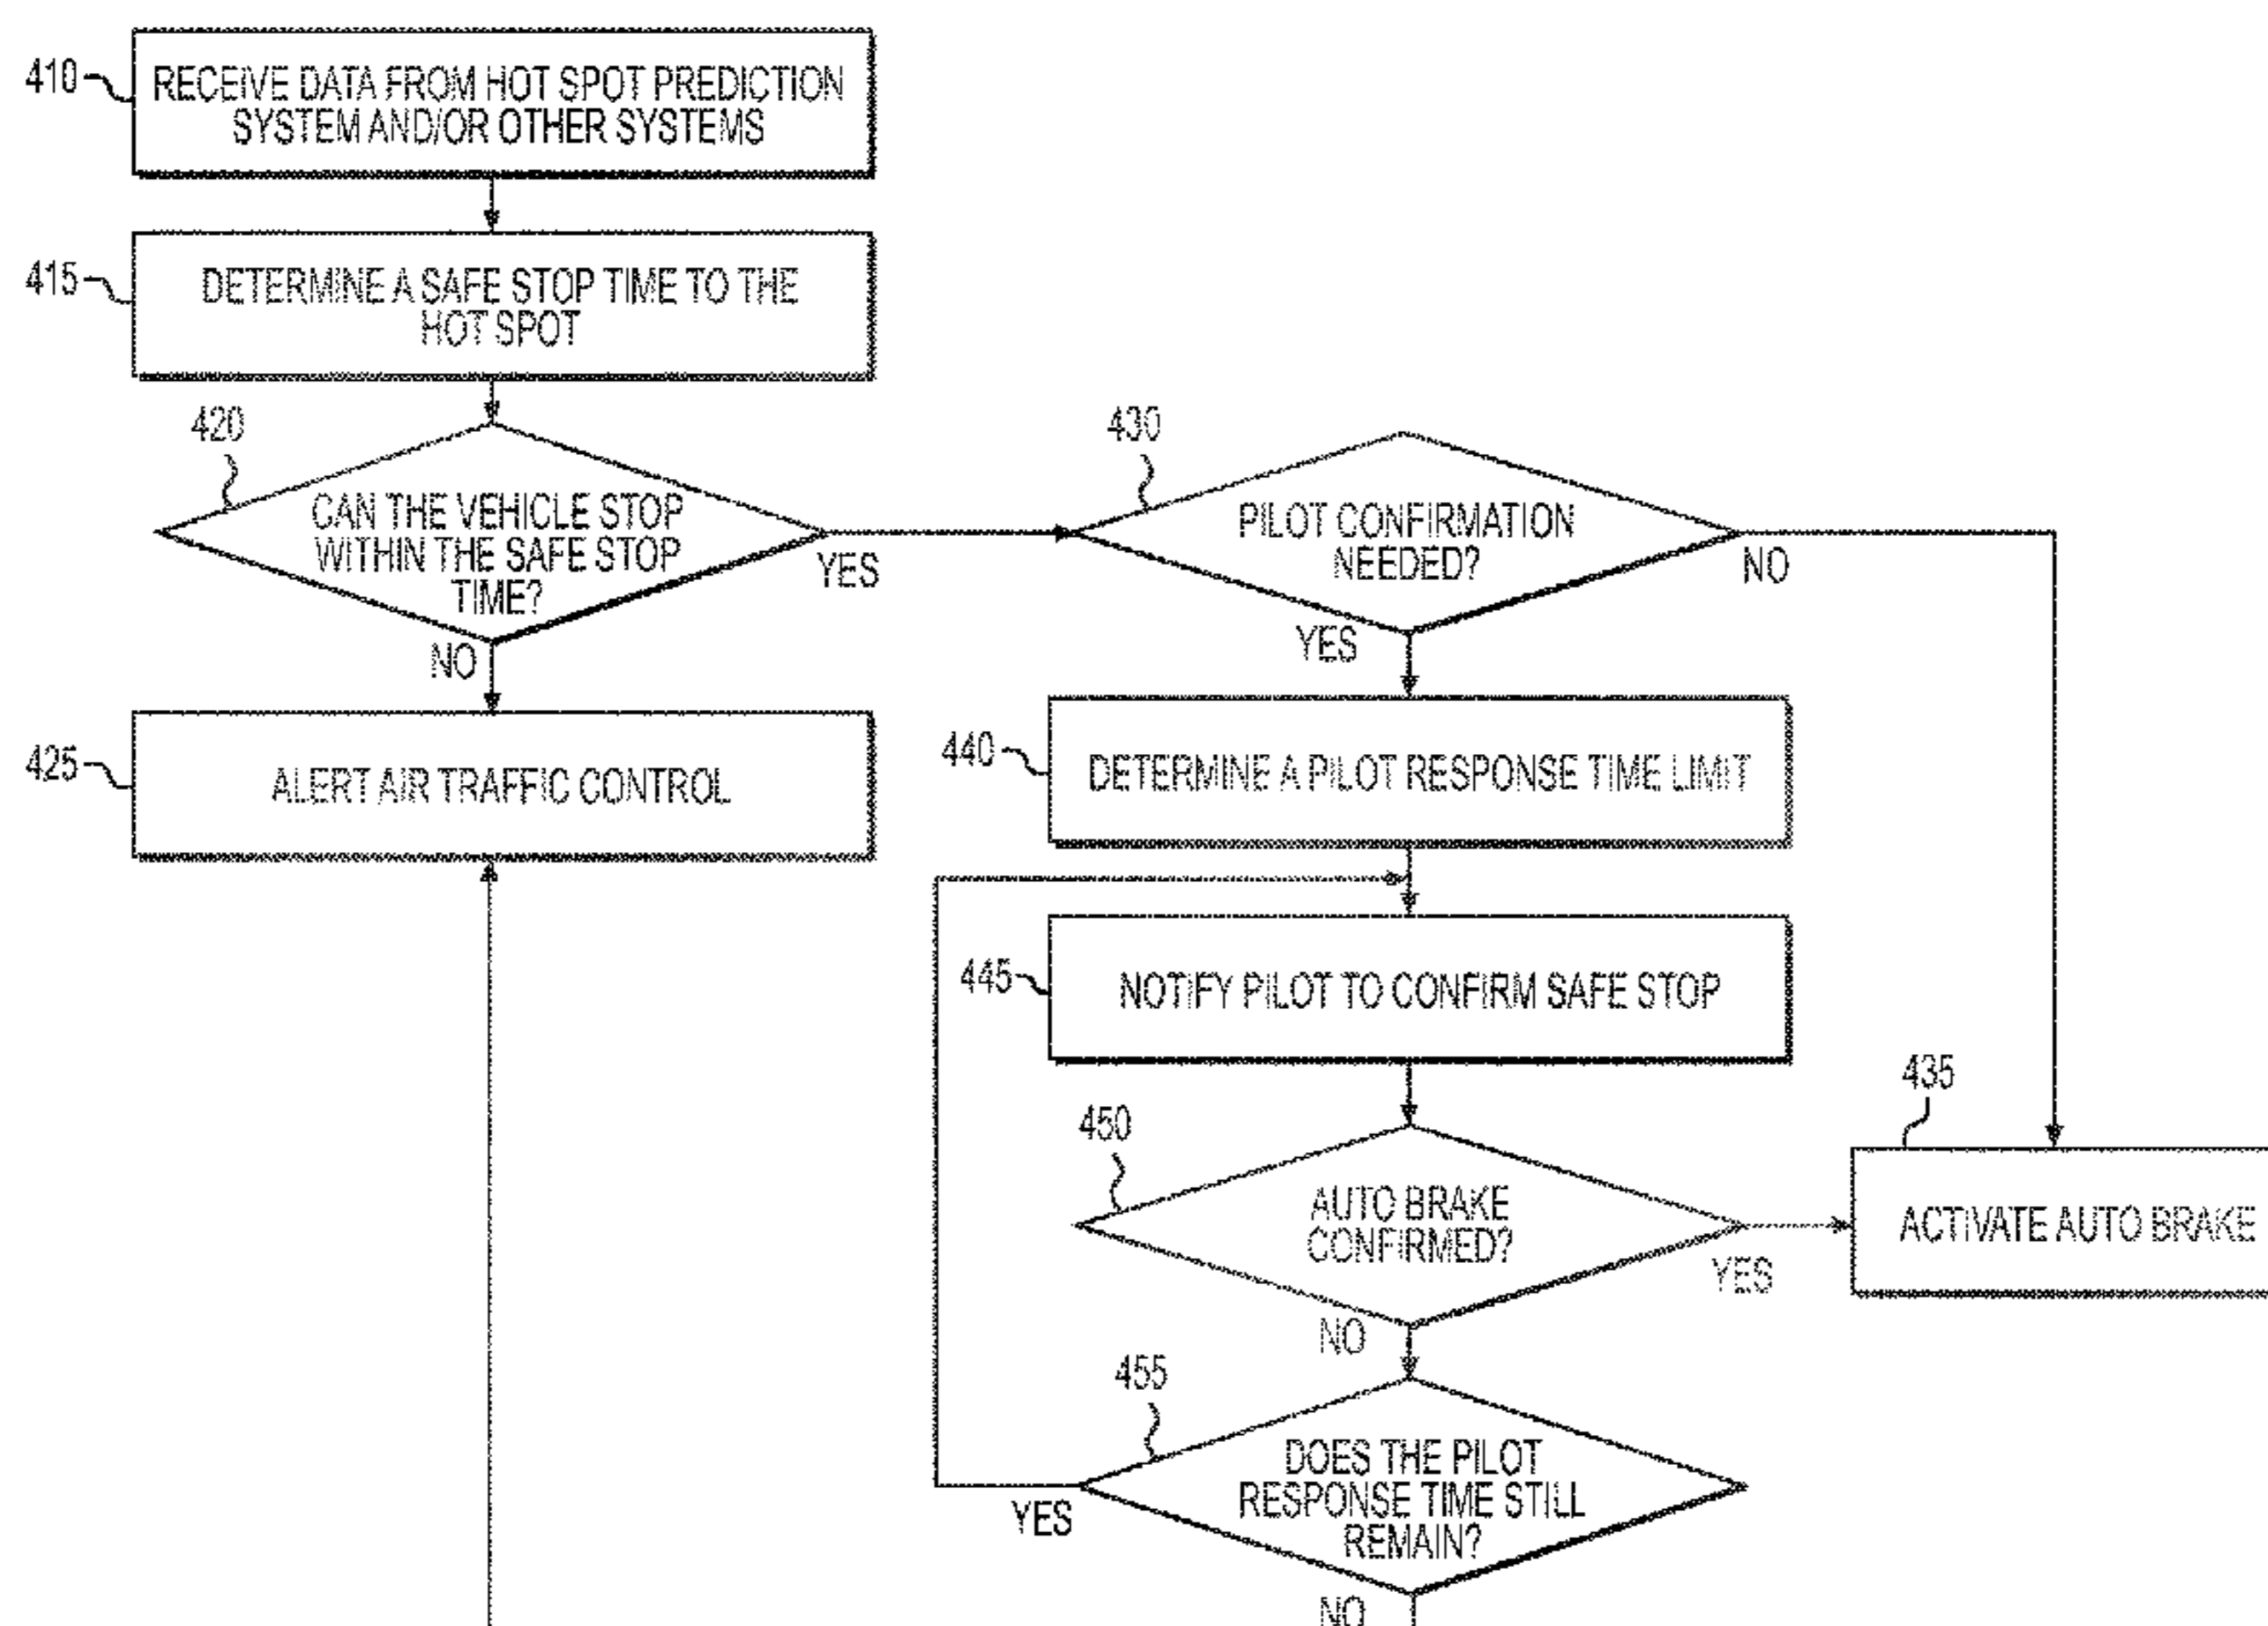 410
RECEIVE DATA FROM HOT SPOT PREDICTION
SYSTEM AND/OR OTHER SYSTEMS
415
DETERMINE A SAFE STOP TIME TO THE
HOT SPOT
420
CAN THE VEHICLE STOP
WITHIN THE SAFE STOP
TIME?
YES
NO
430
PILOT CONFIRMATION
NEEDED?
NO
YES
425
ALERT AIR TRAFFIC CONTROL
440
DETERMINE A PILOT RESPONSE TIME LIMIT
445
NOTIFY PILOT TO CONFIRM SAFE STOP
450
AUTO BRAKE
CONFIRMED?
YES
NO
435
ACTIVATE AUTO BRAKE
455
DOES THE PILOT
RESPONSE TIME STILL
REMAIN?
YES
NO